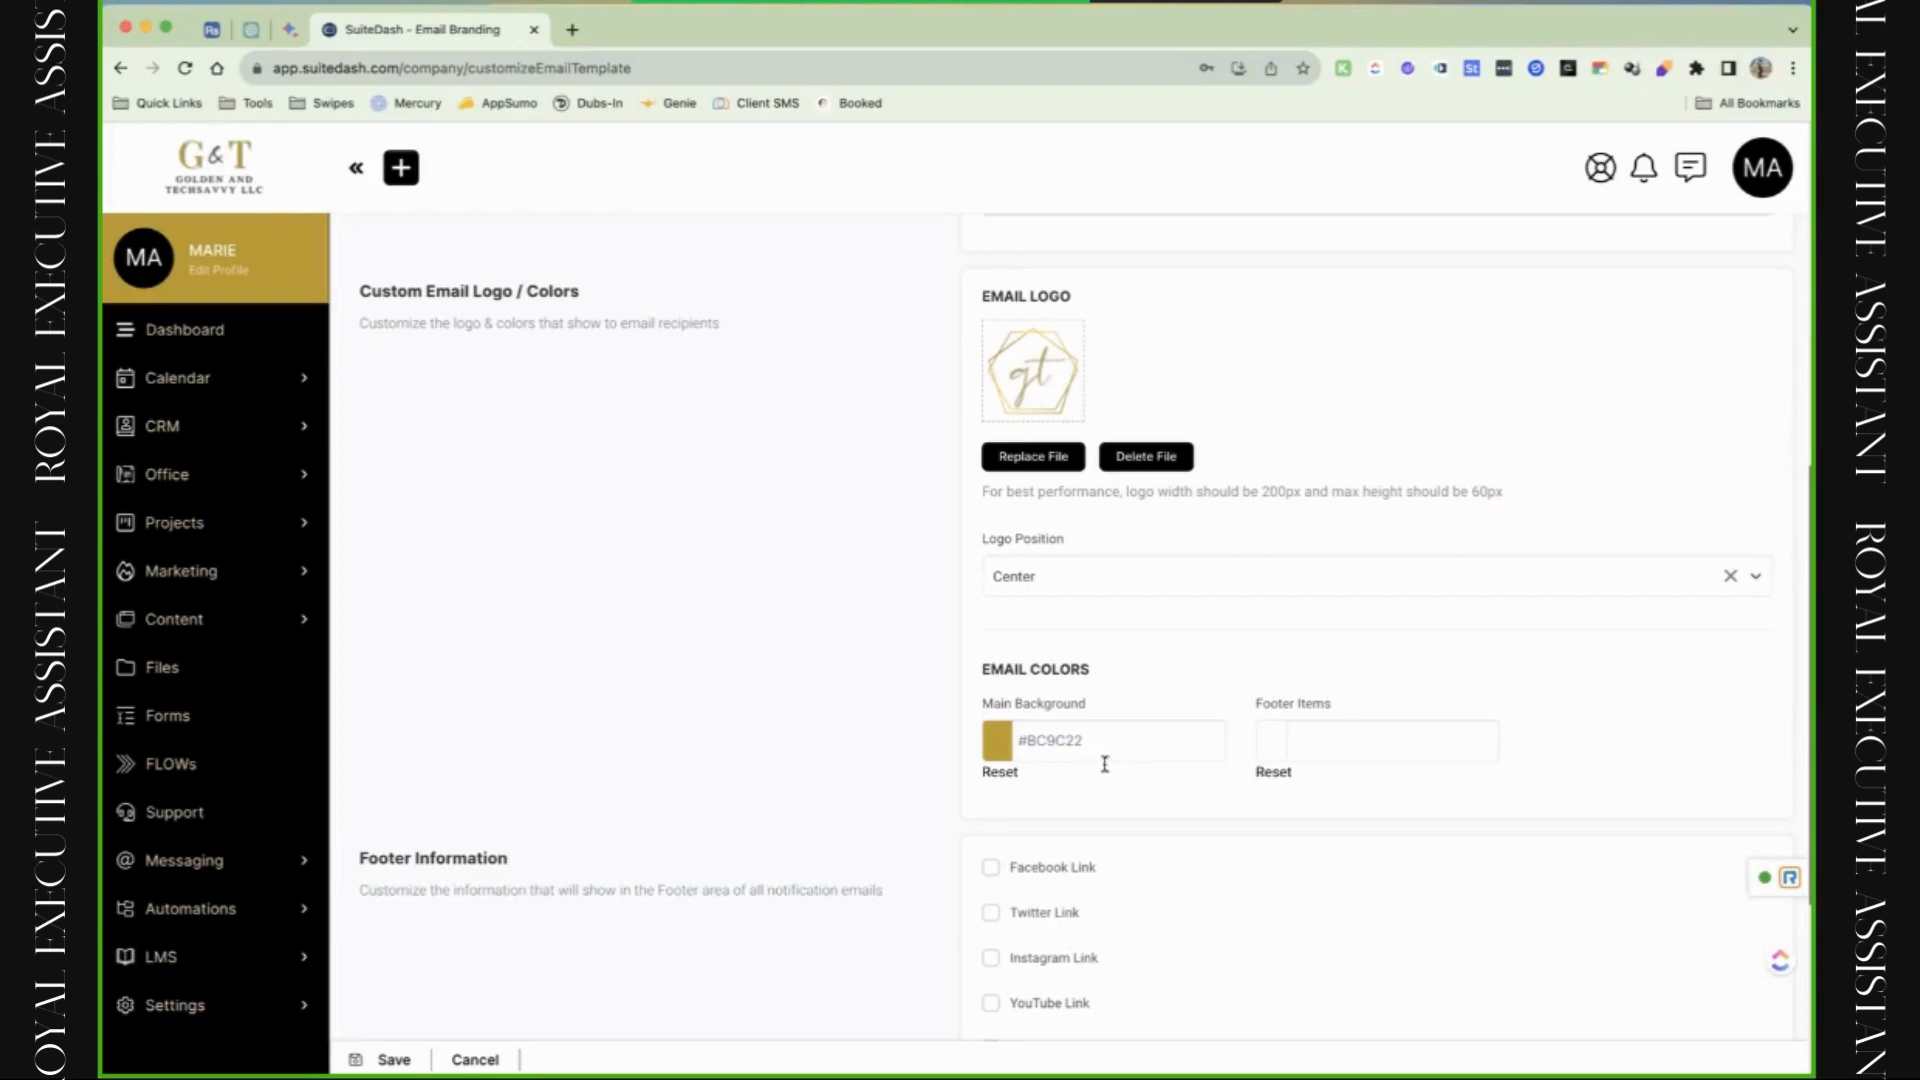 SuiteDash - Email Branding
app.suitedash.com/company/customizeEmailTemplate
Quick Links Tools Swipes Mercury AppSumo Dubs-In Genie Client SMS Booked All Bookmarks
G&T
GOLDEN AND
TECHSAVVY LLC
MA
MA
MARIE
Edit Profile
Dashboard
Calendar
CRM
Office
Projects
Marketing
Content
Files
Forms
FLOWs
Support
Messaging
Automations
LMS
Settings
Custom Email Logo / Colors
Customize the logo & colors that show to email recipients
EMAIL LOGO
gt
Replace File Delete File
For best performance, logo width should be 200px and max height should be 60px
Logo Position
Center
EMAIL COLORS
Main Background Footer Items
#BC9C22
Reset Reset
Footer Information
Customize the information that will show in the Footer area of all notification emails
Facebook Link
Twitter Link
Instagram Link
YouTube Link
Save Cancel
ROYAL EXECUTIVE ASSISTANT
ROYAL EXECUTIVE ASSISTANT